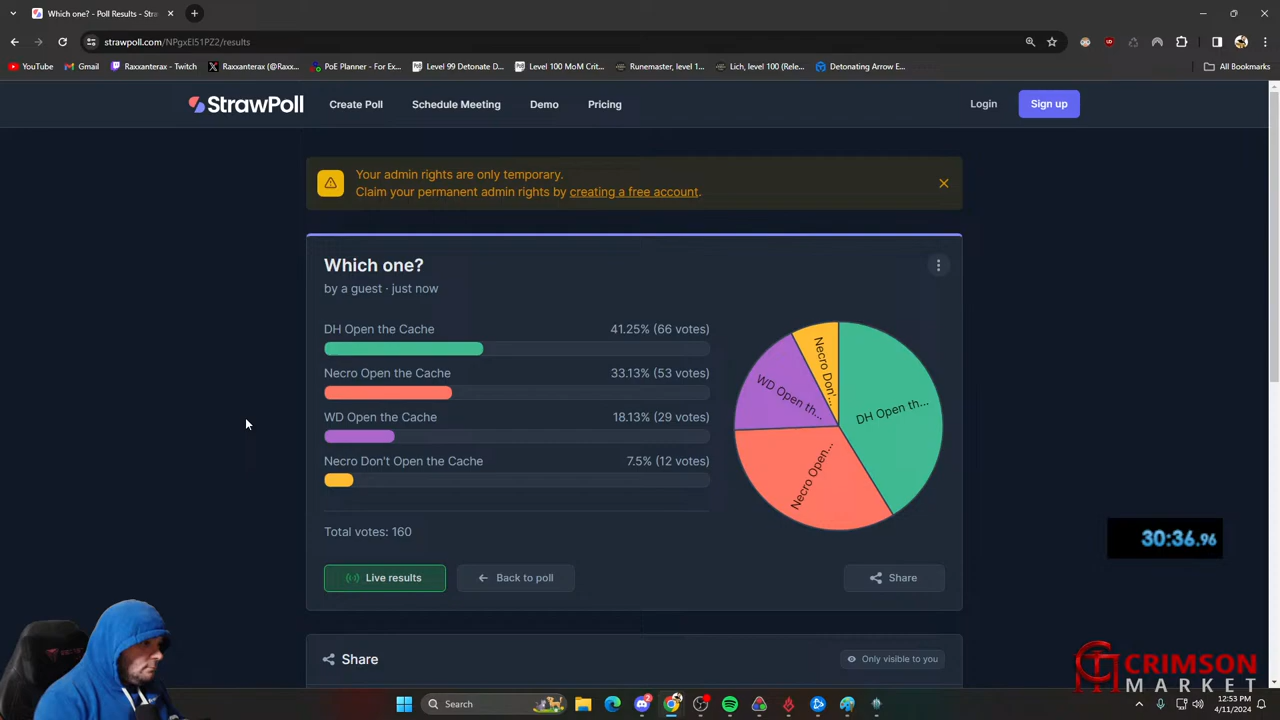 Which one? - Poll Results - Stra
strawpoll.com/NPgxEl51PZ2/results
YouTube
Gmail
Raxxanterax - Twitch
Raxxanterax (@Raxx...
PoE Planner - For Ex...
Level 99 Detonate D...
Level 100 MoM Crit...
Runemaster, level 1...
Lich, level 100 (Rele...
Detonating Arrow E...
All Bookmarks
StrawPoll
Create Poll
Schedule Meeting
Demo
Pricing
Login
Sign up
Your admin rights are only temporary.
Claim your permanent admin rights by creating a free account.
Which one?
by a guest · just now
DH Open the Cache
41.25% (66 votes)
Necro Open the Cache
33.13% (53 votes)
WD Open the Cache
18.13% (29 votes)
Necro Don't Open the Cache
7.5% (12 votes)
Total votes: 160
DH Open th...
Necro Open...
WD Open th...
Necro Don'...
Live results
Back to poll
Share
30:36.96
Share
Only visible to you
CRIMSON
MARKET
Search
2
12:53 PM
4/11/2024